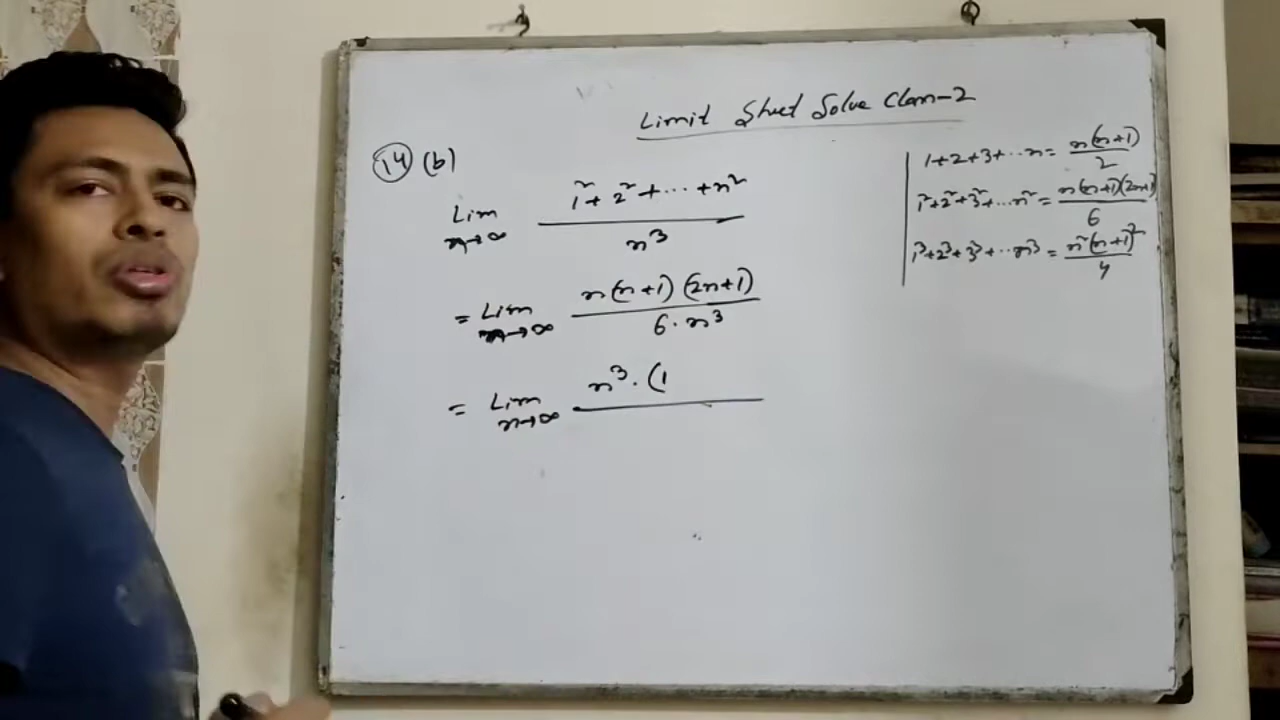 Limit Sheet Solve Class-2
(14) (b)
Lim n→∞ (1² + 2² + ⋯ + n²) / n³
= Lim n→∞ n(n+1)(2n+1) / 6·n³
= Lim n→∞ n³·(1
1+2+3+⋯n = n(n+1) / 2
1²+2²+3²+⋯n² = n(n+1)(2n+1) / 6
1³+2³+3³+⋯n³ = n²(n+1)² / 4